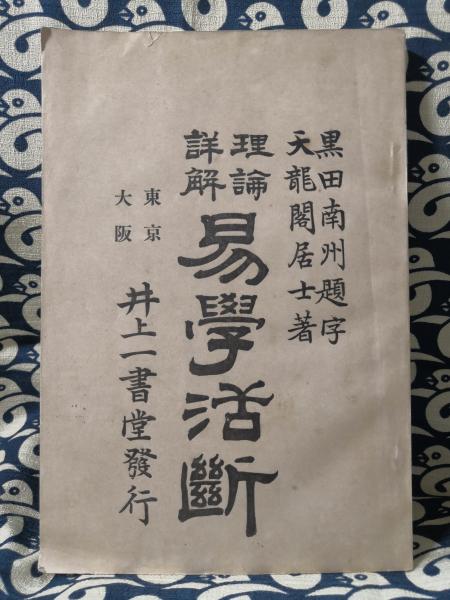 黒田南州題字
天龍閣居士著
理論
詳解
易學活斷
東京
大阪
井上一書堂發行